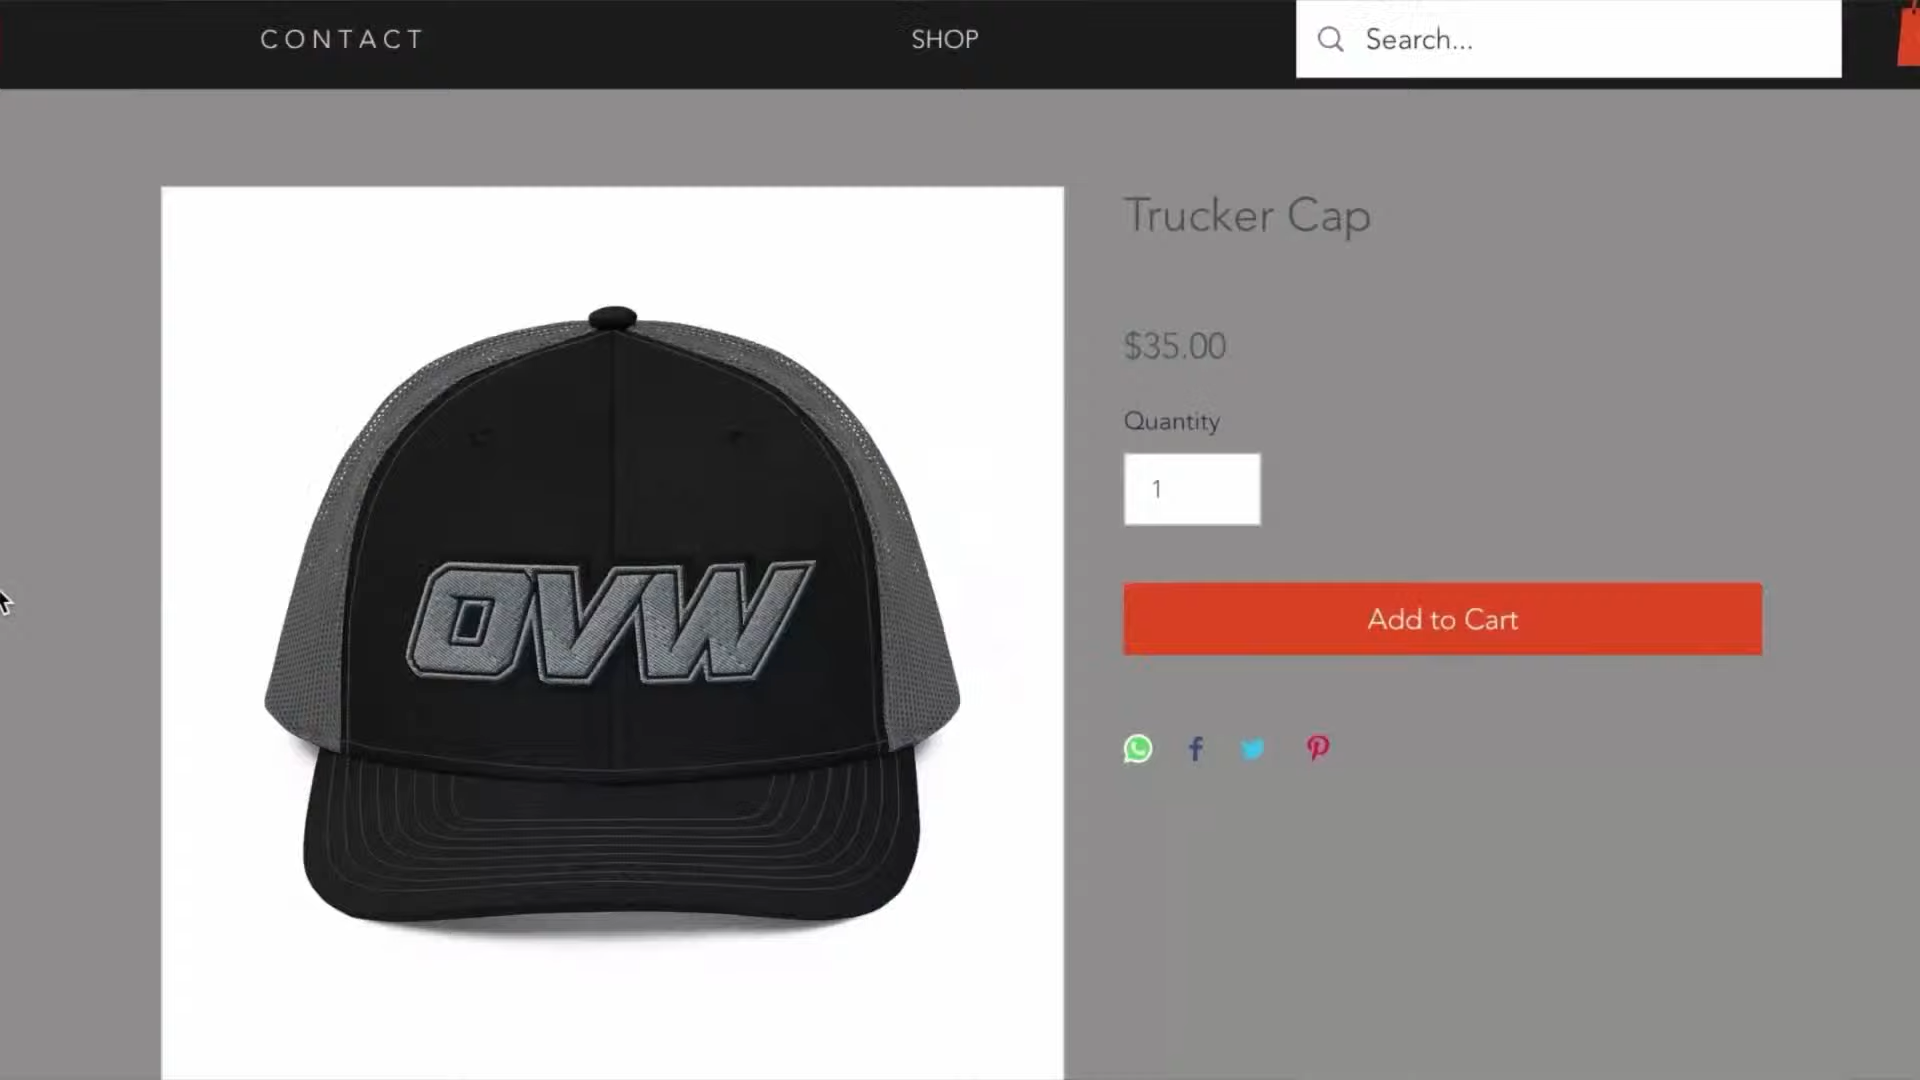 CONTACT
SHOP
Search...
Trucker Cap
$35.00
Quantity
1
OVW
Add to Cart